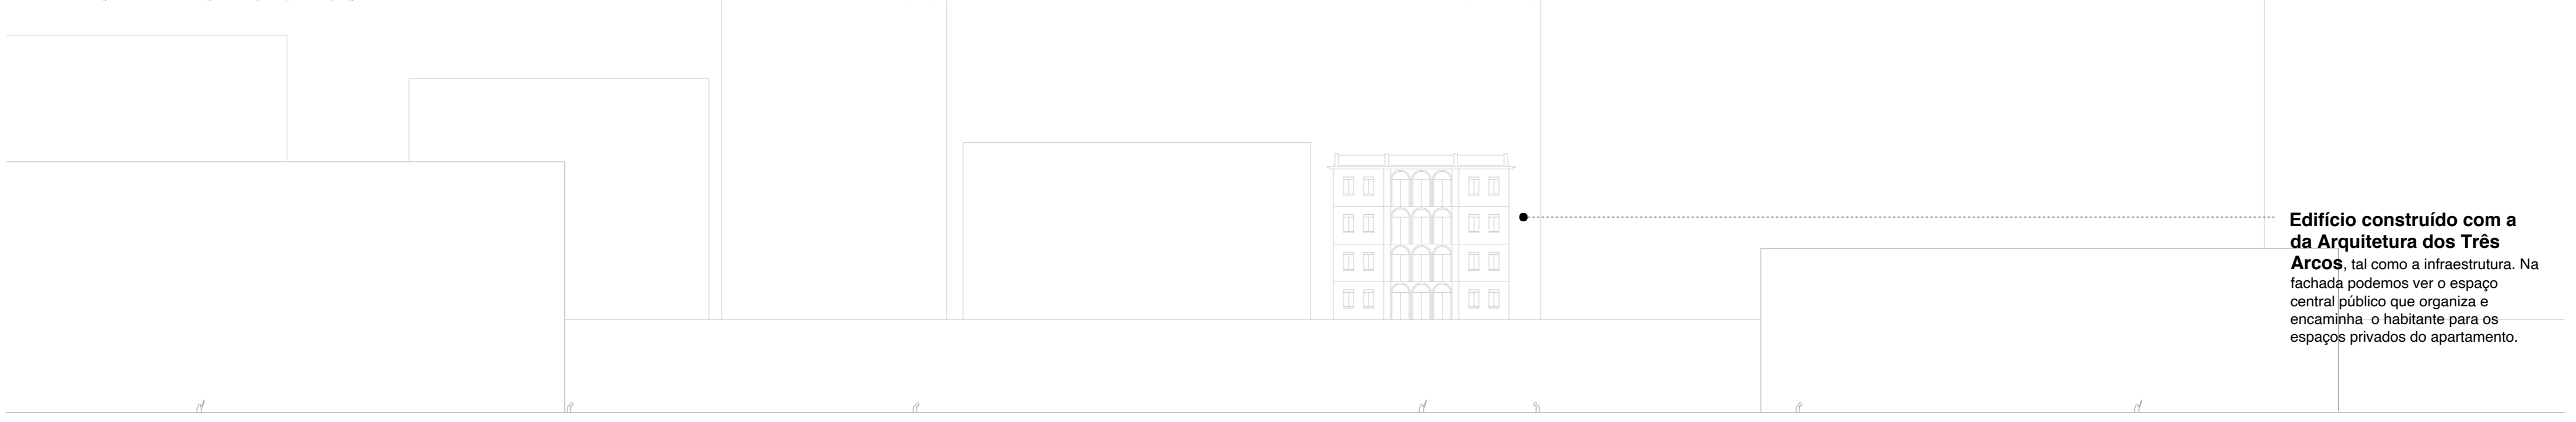 Edifício construído com a
da Arquitetura dos Três
Arcos, tal como a infraestrutura. Na
fachada podemos ver o espaço
central público que organiza e
encaminha  o habitante para os
espaços privados do apartamento.